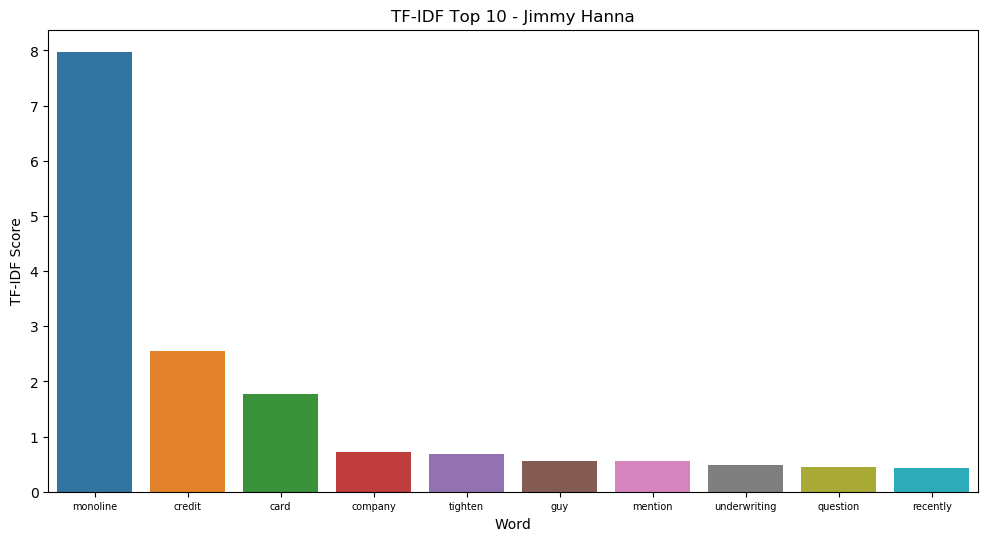 TF-IDF Top 10 - Jimmy Hanna
TF-IDF Score
8
7
6
5
4
3
2
1
0
monoline credit card company tighten guy mention underwriting question recently
Word